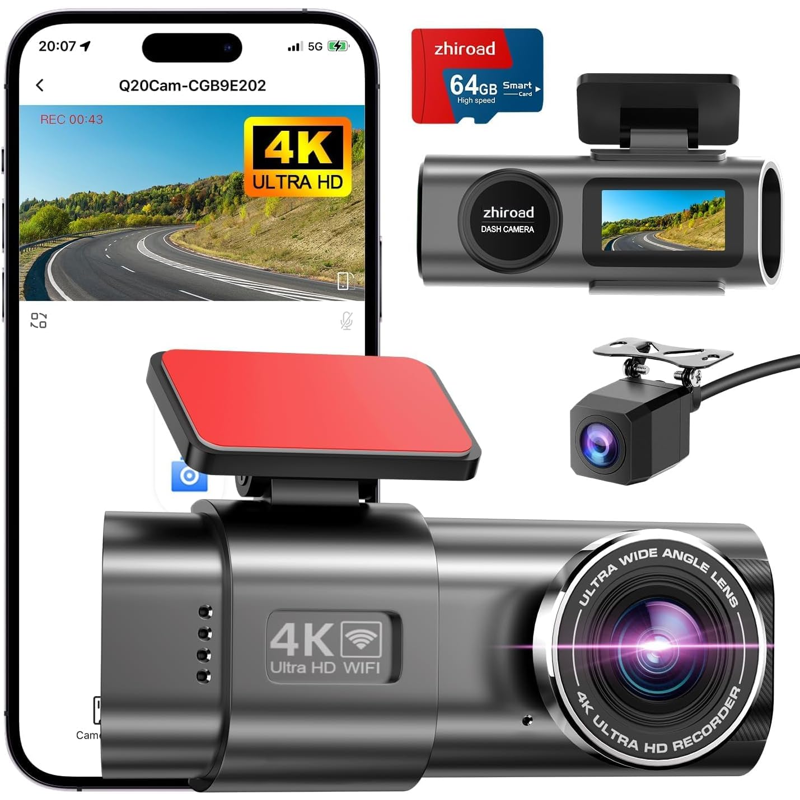 20:07
5G
Q20Cam-CGB9E202
REC 00:43
4K
ULTRA HD
zhiroad
64GB
High speed
Smart
Card
zhiroad
DASH CAMERA
4K
Ultra HD WIFI
ULTRA WIDE ANGLE LENS
4K ULTRA HD RECORDER